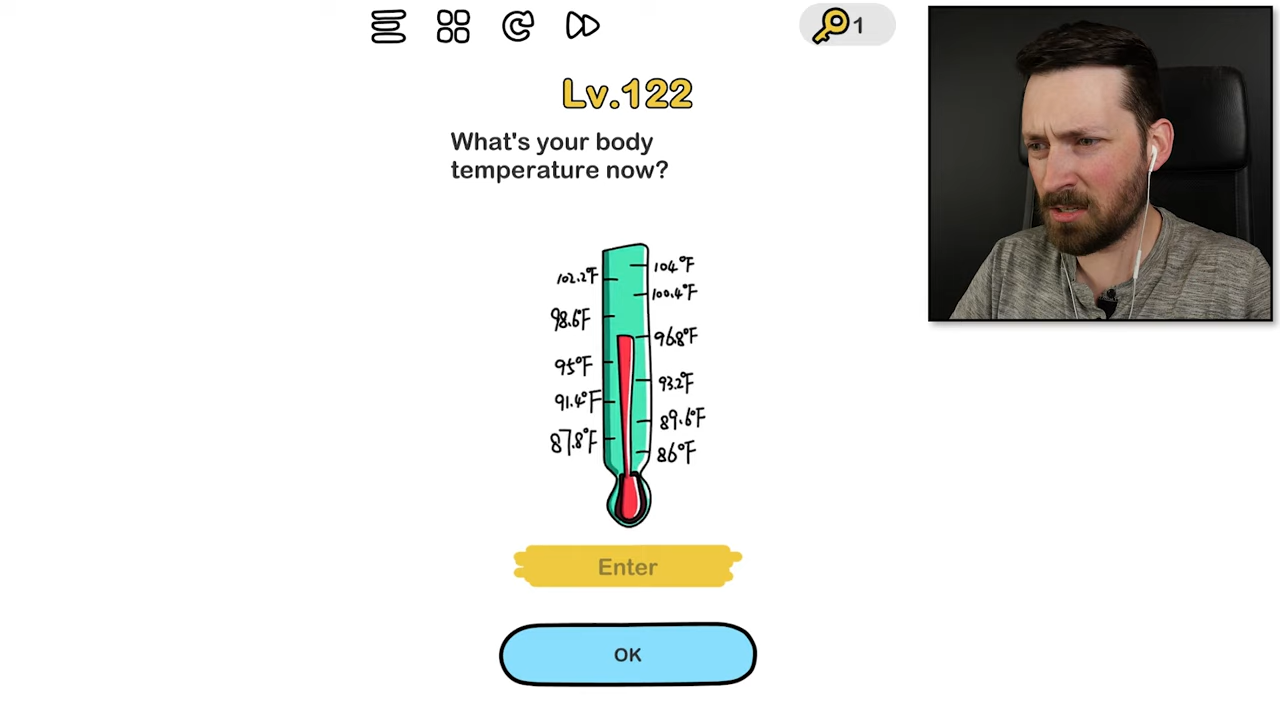 1
Lv.122
What's your body
temperature now?
104°F
102.2°F
100.4°F
98.6°F
96.8°F
95°F
93.2°F
91.4°F
89.6°F
87.8°F
86°F
Enter
OK